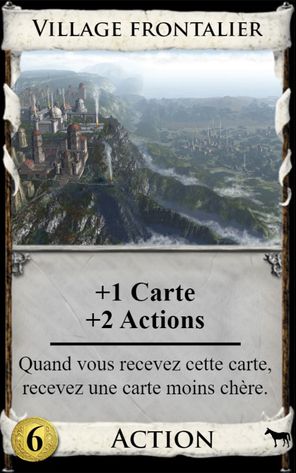 VILLAGE FRONTALIER
+1 Carte
+2 Actions
Quand vous recevez cette carte,
recevez une carte moins chère.
6
ACTION